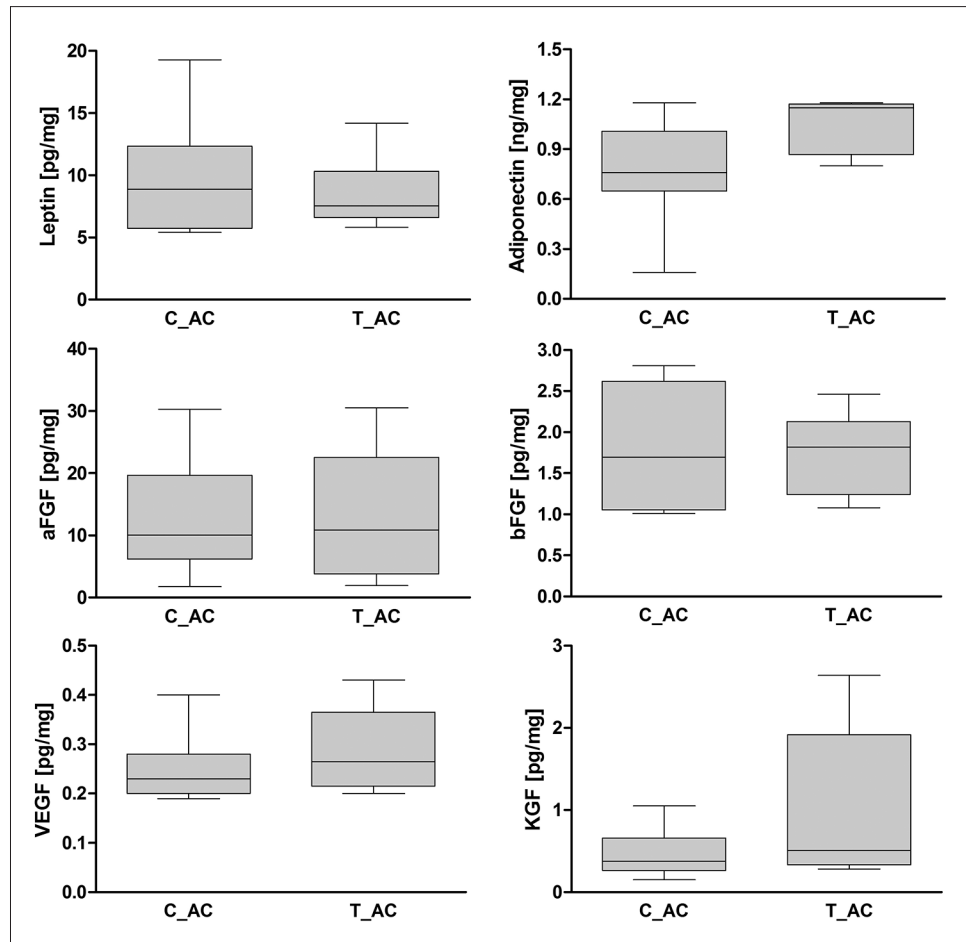 Leptin [pg/mg]
20
15
10
5
0
C_AC T_AC
Adiponectin [ng/mg]
1.5
1.2
0.9
0.6
0.3
0.0
C_AC T_AC
aFGF [pg/mg]
40
30
20
10
0
C_AC T_AC
bFGF [pg/mg]
3.0
2.5
2.0
1.5
1.0
0.5
0.0
C_AC T_AC
VEGF [pg/mg]
0.5
0.4
0.3
0.2
0.1
0.0
C_AC T_AC
KGF [pg/mg]
3
2
1
0
C_AC T_AC